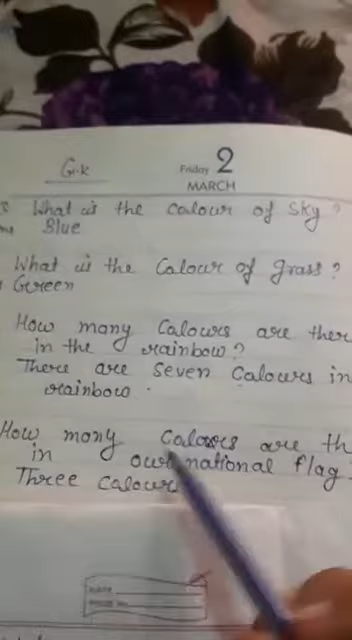 G.K
Friday 2
MARCH
What is the Colour of Sky?
Blue
What is the Colour of grass?
Green
How many Colours are ther
in the rainbow?
There are seven Colours in
rainbow.
How many Colours are th
in our national flag.
Three Colour